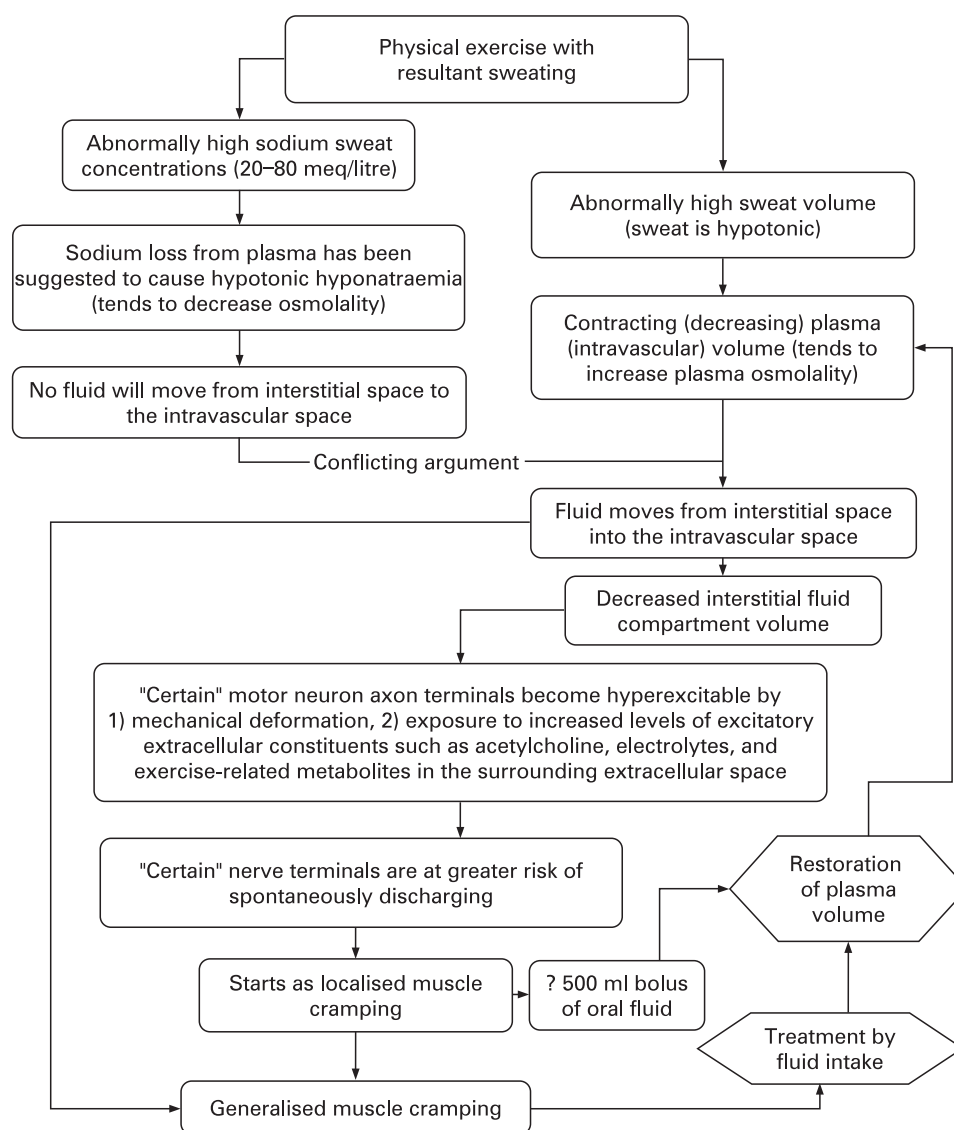 Physical exercise with
resultant sweating
Abnormally high sodium sweat
concentrations (20–80 meq/litre)
Abnormally high sweat volume
(sweat is hypotonic)
Sodium loss from plasma has been
suggested to cause hypotonic hyponatraemia
(tends to decrease osmolality)
Contracting (decreasing) plasma
(intravascular) volume (tends to
increase plasma osmolality)
No fluid will move from interstitial space to
the intravascular space
Conflicting argument
Fluid moves from interstitial space
into the intravascular space
Decreased interstitial fluid
compartment volume
"Certain" motor neuron axon terminals become hyperexcitable by
1) mechanical deformation, 2) exposure to increased levels of excitatory
extracellular constituents such as acetylcholine, electrolytes, and
exercise-related metabolites in the surrounding extracellular space
"Certain" nerve terminals are at greater risk of
spontaneously discharging
Restoration
of plasma
volume
Starts as localised muscle
cramping
? 500 ml bolus
of oral fluid
Treatment by
fluid intake
Generalised muscle cramping